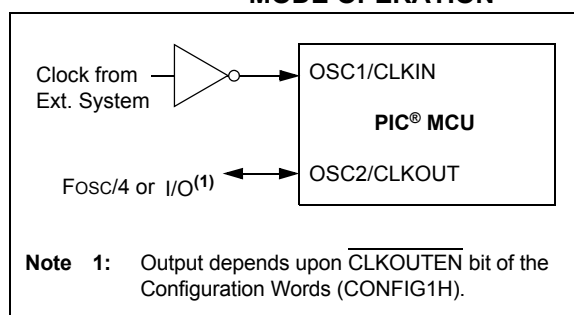 MODE OPERATION
Clock from
Ext. System
OSC1/CLKIN
PIC® MCU
FOSC/4 or I/O(1)
OSC2/CLKOUT
Note 1: Output depends upon CLKOUTEN bit of the
Configuration Words (CONFIG1H).